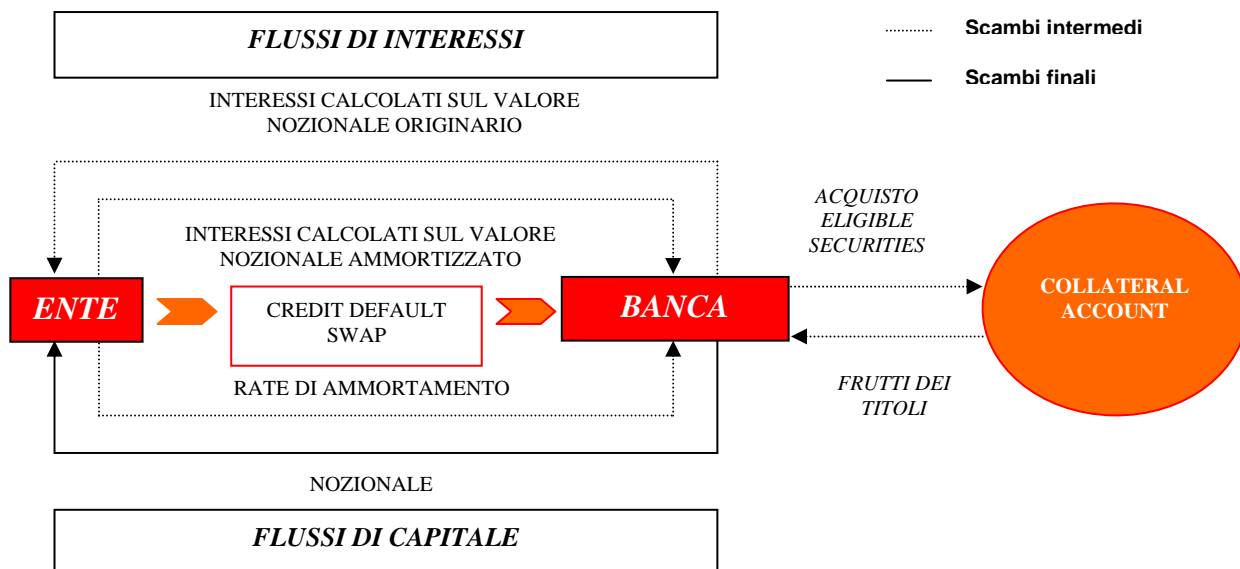 FLUSSI DI INTERESSI
Scambi intermedi
Scambi finali
INTERESSI CALCOLATI SUL VALORE
NOZIONALE ORIGINARIO
ACQUISTO
ELIGIBLE
SECURITIES
INTERESSI CALCOLATI SUL VALORE
NOZIONALE AMMORTIZZATO
ENTE
CREDIT DEFAULT
SWAP
BANCA
COLLATERAL
ACCOUNT
RATE DI AMMORTAMENTO
FRUTTI DEI
TITOLI
NOZIONALE
FLUSSI DI CAPITALE